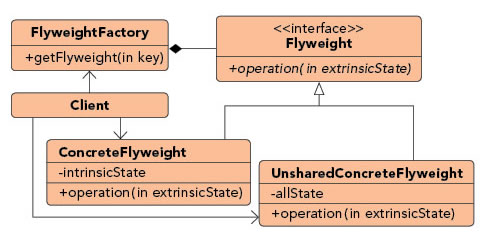 FlyweightFactory
+getFlyweight(in key)
<<interface>>
Flyweight
+operation( in extrinsicState)
Client
ConcreteFlyweight
-intrinsicState
+operation(in extrinsicState)
UnsharedConcreteFlyweight
-allState
+operation(in extrinsicState)